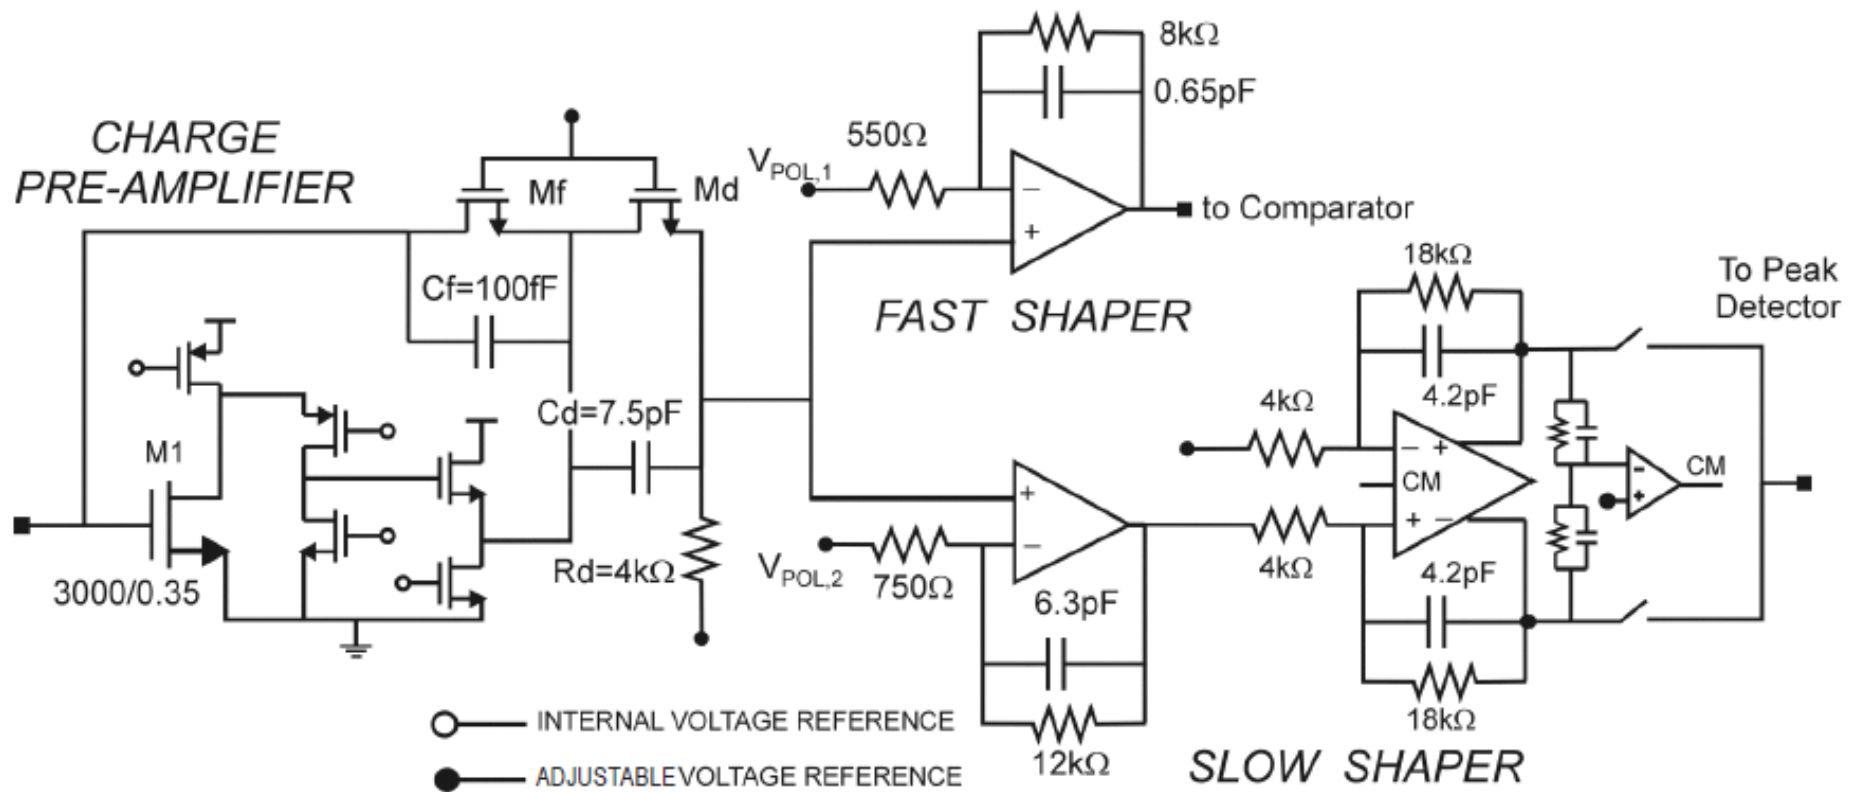 CHARGE
PRE-AMPLIFIER
Mf
Md
Cf=100fF
M1
3000/0.35
Cd=7.5pF
Rd=4kΩ
8kΩ
0.65pF
550Ω
VPOL,1
−
+
to Comparator
FAST SHAPER
+
−
VPOL,2
750Ω
6.3pF
12kΩ
18kΩ
4.2pF
4kΩ
− +
CM
+ −
4kΩ
4.2pF
18kΩ
-
+
CM
To Peak
Detector
SLOW SHAPER
INTERNAL VOLTAGE REFERENCE
ADJUSTABLE VOLTAGE REFERENCE